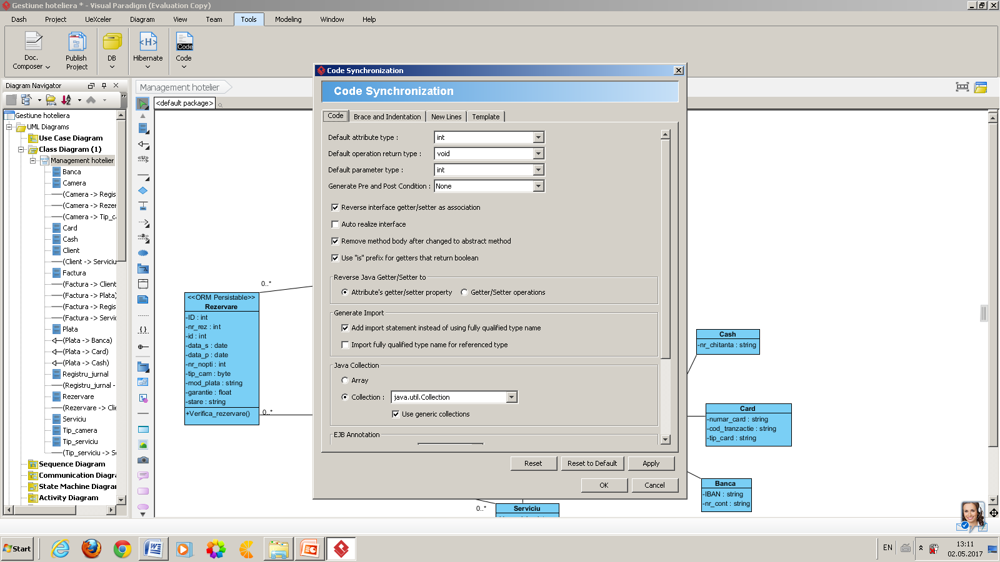 Gestiune hoteliera * - Visual Paradigm (Evaluation Copy)
Dash Project UeXceler Diagram View Team Tools Modeling Window Help
Doc. Composer
Publish Project
DB
Hibernate
Code
Code
Diagram Navigator
Gestiune hoteliera
UML Diagrams
Use Case Diagram
Class Diagram (1)
Management hotelier
Banca
Camera
(Camera -> Regis
(Camera -> Rezer
(Camera -> Tip_c
Card
Cash
Client
(Client -> Serviciu
Factura
(Factura -> Client
(Factura -> Plata)
(Factura -> Regis
(Factura -> Servic
Plata
(Plata -> Banca)
(Plata -> Card)
(Plata -> Cash)
Registru_jurnal
(Registru_jurnal -
Rezervare
(Rezervare -> Clie
Serviciu
Tip_camera
Tip_serviciu
(Tip_serviciu -> Se
Sequence Diagram
Communication Diagra
State Machine Diagrar
Activity Diagram
Management hotelier
<default package>
0..*
<<ORM Persistable>>
Rezervare
-ID : int
-nr_rez : int
-id : int
-data_s : date
-data_p : date
-nr_nopti : int
-tip_cam : byte
-mod_plata : string
-garantie : float
-stare : string
+Verifica_rezervare()
0..*
Code Synchronization
Code Synchronization
Code Brace and Indentation New Lines Template
Default attribute type : int
Default operation return type : void
Default parameter type : int
Generate Pre and Post Condition : None
Reverse interface getter/setter as association
Auto realize interface
Remove method body after changed to abstract method
Use "is" prefix for getters that return boolean
Reverse Java Getter/Setter to
Attribute's getter/setter property Getter/Setter operations
Generate Import
Add import statement instead of using fully qualified type name
Import fully qualified type name for referenced type
Java Collection
Array
Collection : java.util.Collection
Use generic collections
EJB Annotation
Reset Reset to Default Apply
OK Cancel
Cash
-nr_chitanta : string
Card
-numar_card : string
-cod_tranzactie : string
-tip_card : string
Banca
-IBAN : string
-nr_cont : string
0..*
Serviciu
Start
EN
13:11
02.05.2017